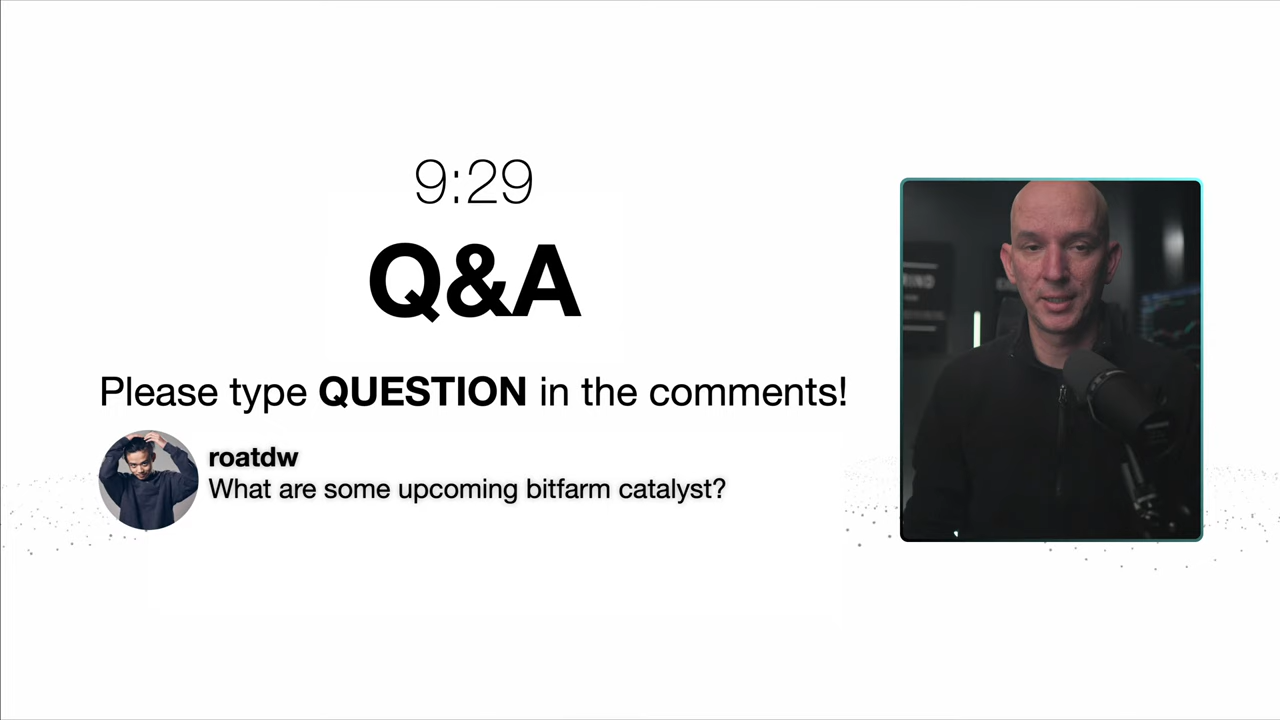 9:29
Q&A
Please type QUESTION in the comments!
roatdw
What are some upcoming bitfarm catalyst?